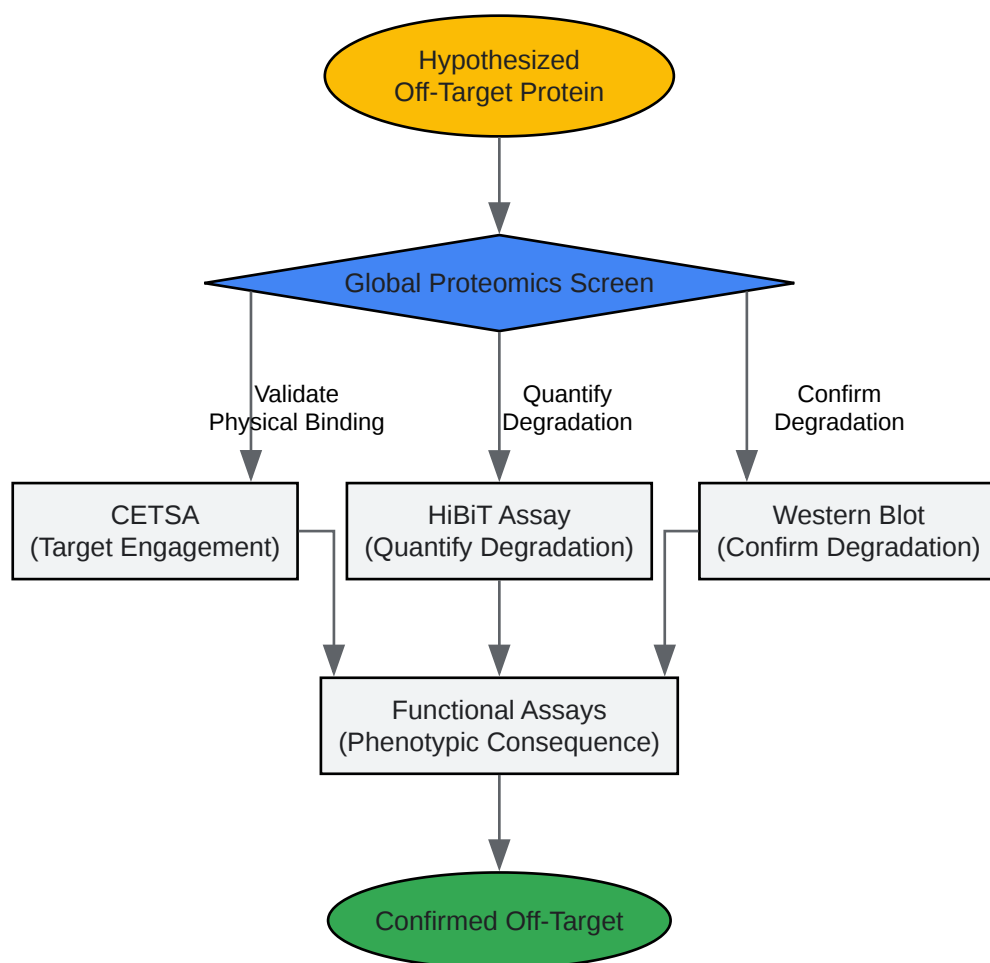 Hypothesized
Off-Target Protein
Global Proteomics Screen
Validate
Physical Binding
Quantify
Degradation
Confirm
Degradation
CETSA
(Target Engagement)
HiBiT Assay
(Quantify Degradation)
Western Blot
(Confirm Degradation)
Functional Assays
(Phenotypic Consequence)
Confirmed Off-Target